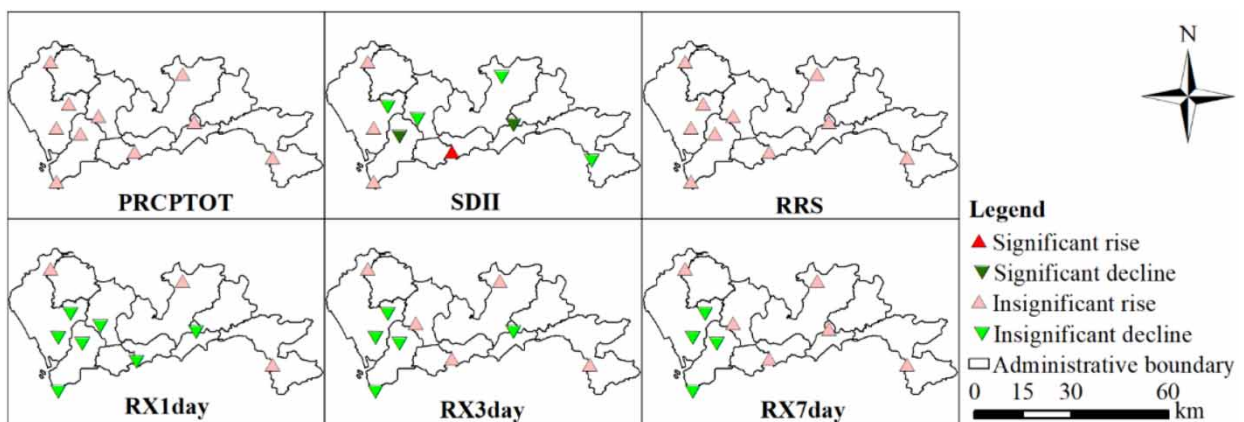 PRCPTOT
SDII
RRS
RX1day
RX3day
RX7day
N
Legend
Significant rise
Significant decline
Insignificant rise
Insignificant decline
Administrative boundary
0 15 30 60
km